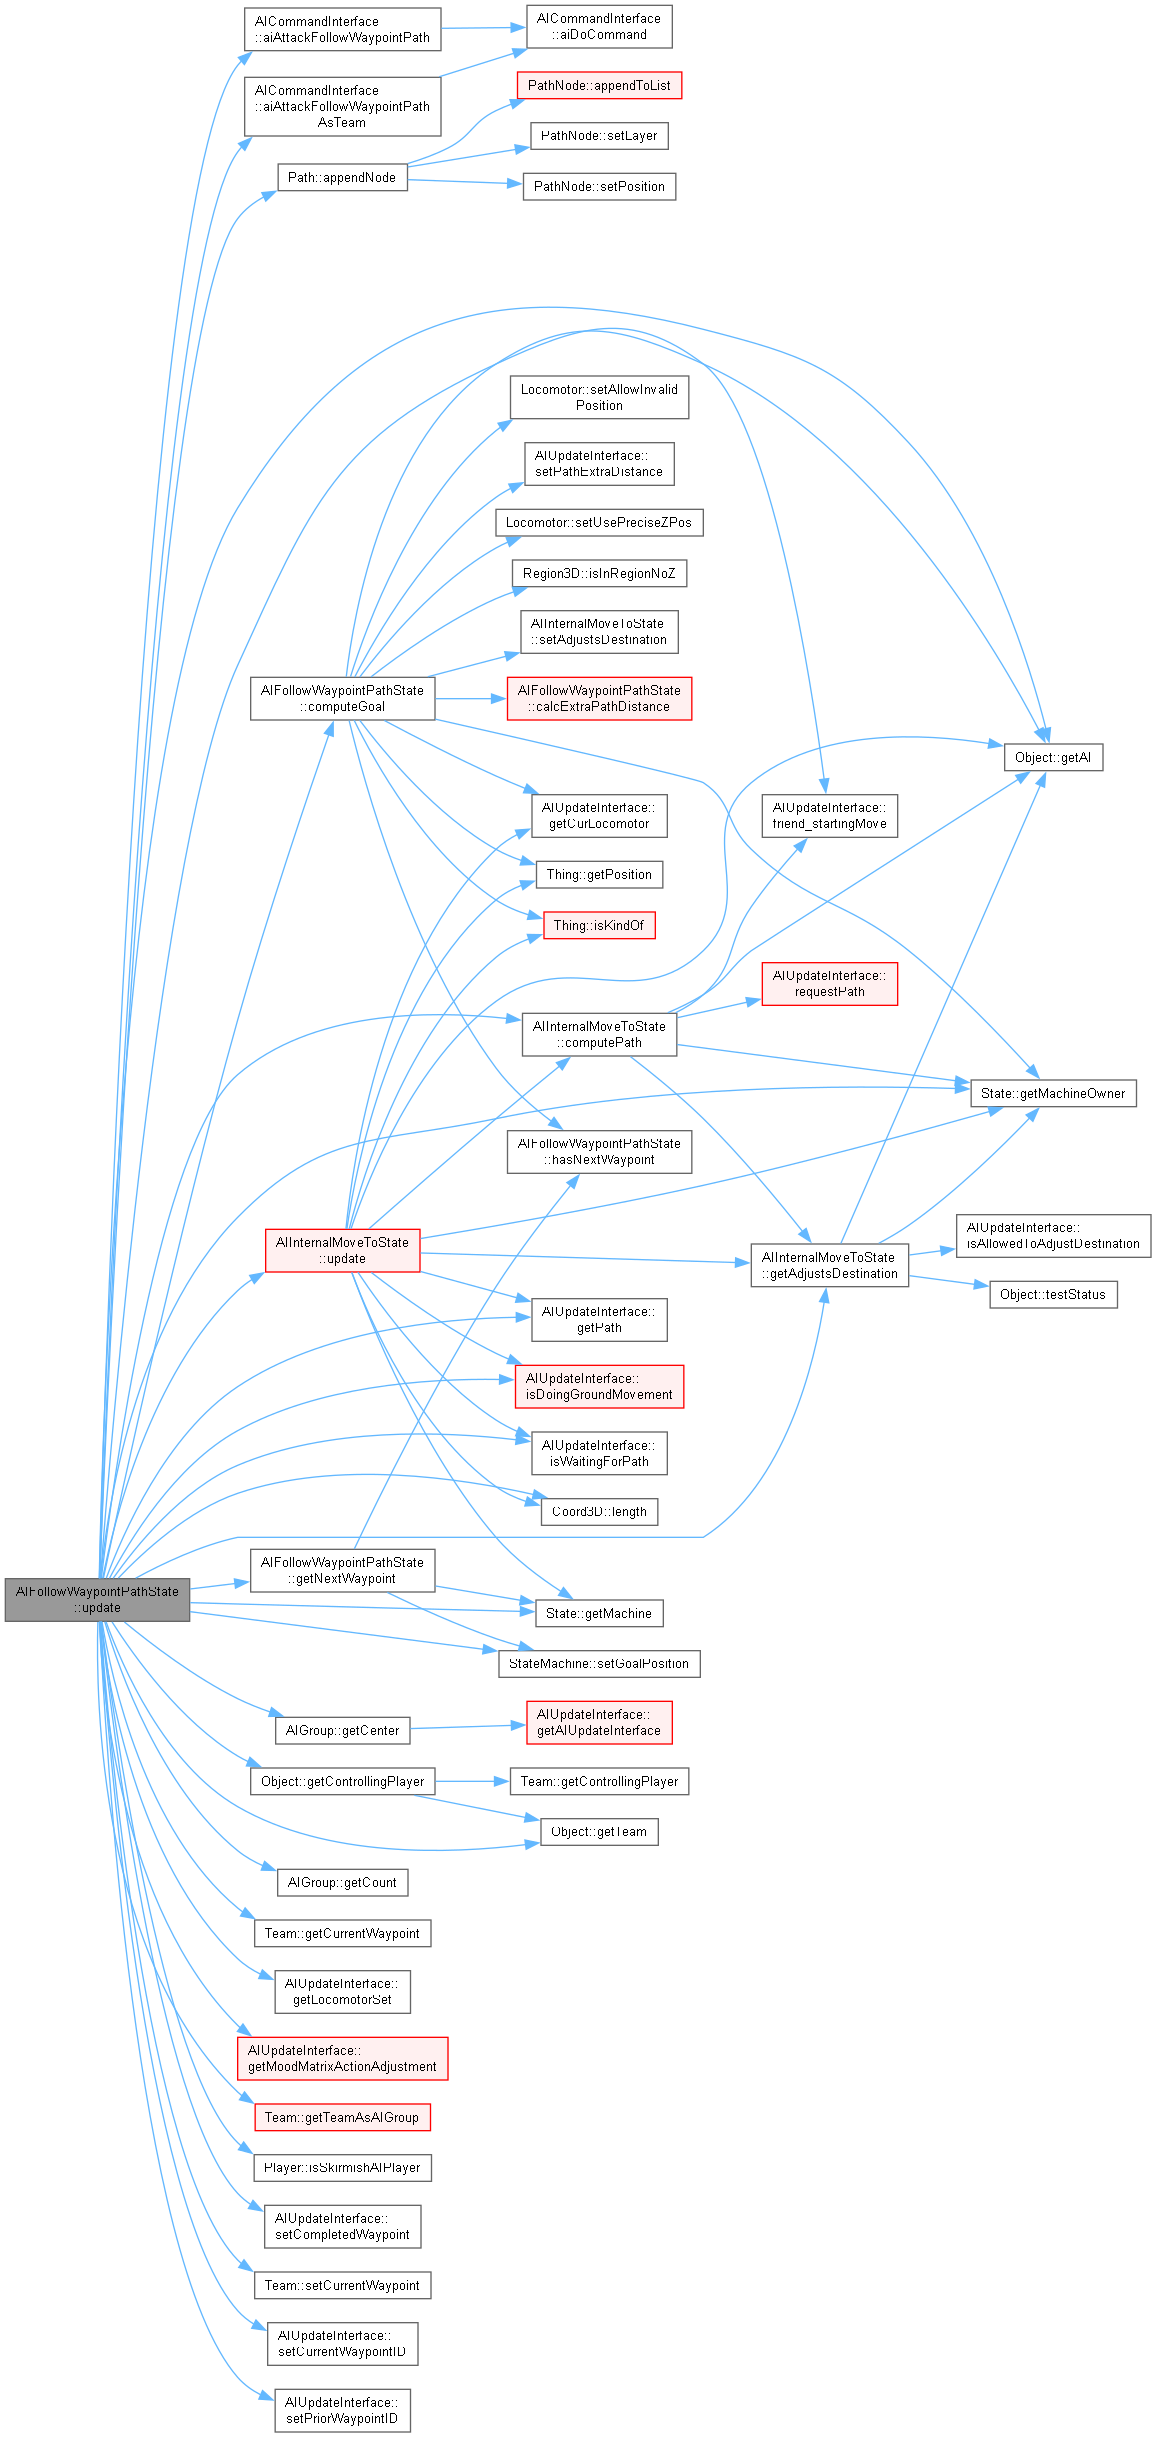 AICommandInterface
::aiAttackFollowWaypointPath
AICommandInterface
::aiDoCommand
AICommandInterface
::aiAttackFollowWaypointPath
AsTeam
PathNode::appendToList
PathNode::setLayer
Path::appendNode
PathNode::setPosition
Locomotor::setAllowInvalid
Position
AIUpdateInterface::
setPathExtraDistance
Locomotor::setUsePreciseZPos
Region3D::isInRegionNoZ
AIInternalMoveToState
::setAdjustsDestination
AIFollowWaypointPathState
::computeGoal
AIFollowWaypointPathState
::calcExtraPathDistance
Object::getAI
AIUpdateInterface::
getCurLocomotor
AIUpdateInterface::
friend_startingMove
Thing::getPosition
Thing::isKindOf
AIUpdateInterface::
requestPath
AIInternalMoveToState
::computePath
State::getMachineOwner
AIFollowWaypointPathState
::hasNextWaypoint
AIInternalMoveToState
::update
AIInternalMoveToState
::getAdjustsDestination
AIUpdateInterface::
isAllowedToAdjustDestination
Object::testStatus
AIUpdateInterface::
getPath
AIUpdateInterface::
isDoingGroundMovement
AIUpdateInterface::
isWaitingForPath
Coord3D::length
AIFollowWaypointPathState
::getNextWaypoint
AIFollowWaypointPathState
::update
State::getMachine
StateMachine::setGoalPosition
AIGroup::getCenter
AIUpdateInterface::
getAIUpdateInterface
Object::getControllingPlayer
Team::getControllingPlayer
Object::getTeam
AIGroup::getCount
Team::getCurrentWaypoint
AIUpdateInterface::
getLocomotorSet
AIUpdateInterface::
getMoodMatrixActionAdjustment
Team::getTeamAsAIGroup
Player::isSkirmishAIPlayer
AIUpdateInterface::
setCompletedWaypoint
Team::setCurrentWaypoint
AIUpdateInterface::
setCurrentWaypointID
AIUpdateInterface::
setPriorWaypointID